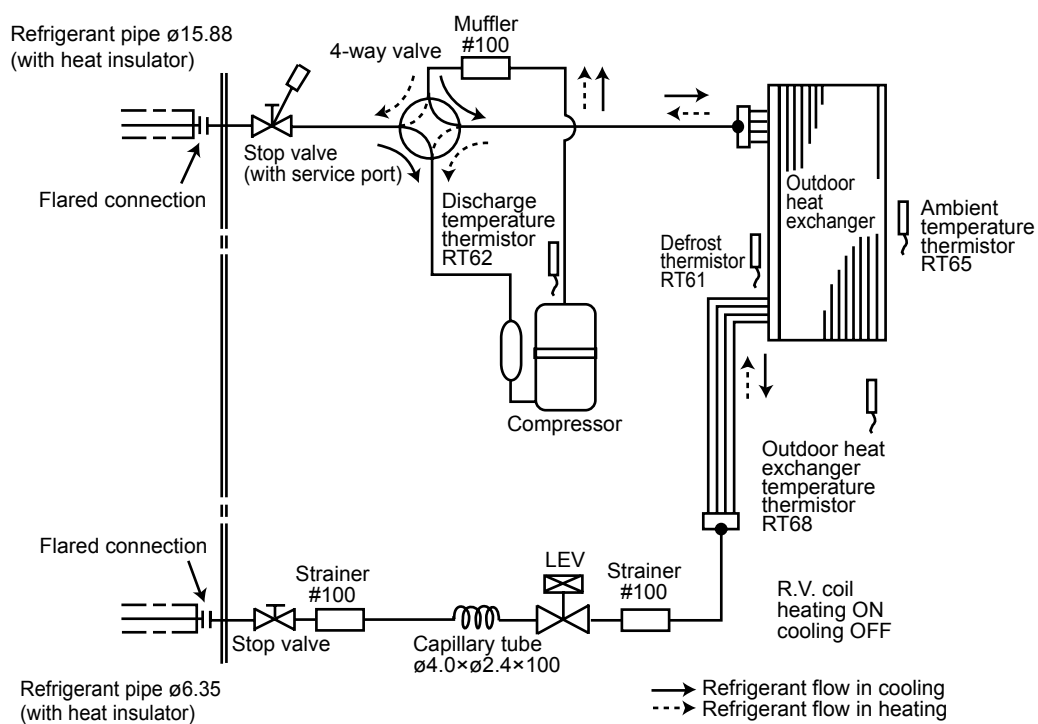 Refrigerant pipe ø15.88
(with heat insulator)
Muffler
#100
4-way valve
Stop valve
(with service port)
Flared connection
Discharge
temperature
thermistor
RT62
Outdoor
heat
exchanger
Ambient
temperature
thermistor
RT65
Defrost
thermistor
RT61
Compressor
Outdoor heat
exchanger
temperature
thermistor
RT68
Flared connection
Strainer
#100
LEV
Strainer
#100
R.V. coil
heating ON
cooling OFF
Stop valve
Capillary tube
ø4.0×ø2.4×100
Refrigerant pipe ø6.35
(with heat insulator)
Refrigerant flow in cooling
Refrigerant flow in heating